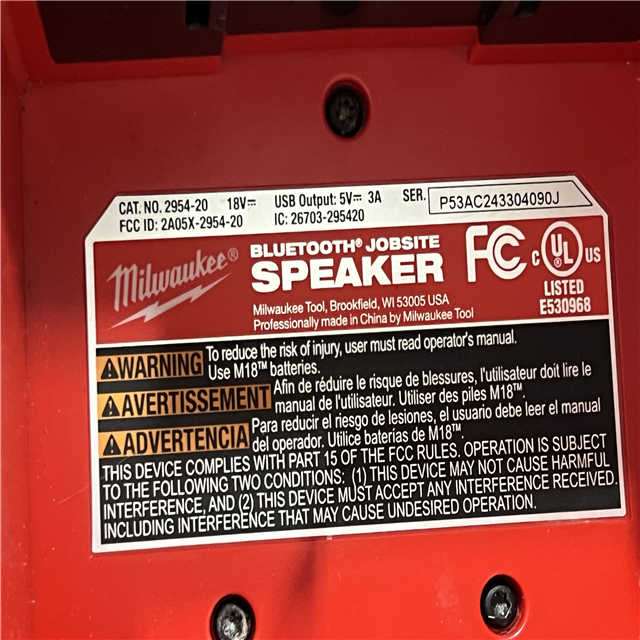 CAT. NO. 2954-20 18V⎓ USB Output: 5V⎓ 3A SER. P53AC243304090J
FCC ID: 2A05X-2954-20 IC: 26703-295420
Milwaukee®
BLUETOOTH® JOBSITE
SPEAKER
Milwaukee Tool, Brookfield, WI 53005 USA
Professionally made in China by Milwaukee Tool
FC
C UL® US
LISTED
E530968
WARNING To reduce the risk of injury, user must read operator's manual.
Use M18™ batteries.
AVERTISSEMENT Afin de réduire le risque de blessures, l'utilisateur doit lire le
manuel de l'utilisateur. Utiliser des piles M18™.
ADVERTENCIA Para reducir el riesgo de lesiones, el usuario debe leer el manual
del operador. Utilice baterías de M18™.
THIS DEVICE COMPLIES WITH PART 15 OF THE FCC RULES. OPERATION IS SUBJECT
TO THE FOLLOWING TWO CONDITIONS: (1) THIS DEVICE MAY NOT CAUSE HARMFUL
INTERFERENCE, AND (2) THIS DEVICE MUST ACCEPT ANY INTERFERENCE RECEIVED,
INCLUDING INTERFERENCE THAT MAY CAUSE UNDESIRED OPERATION.